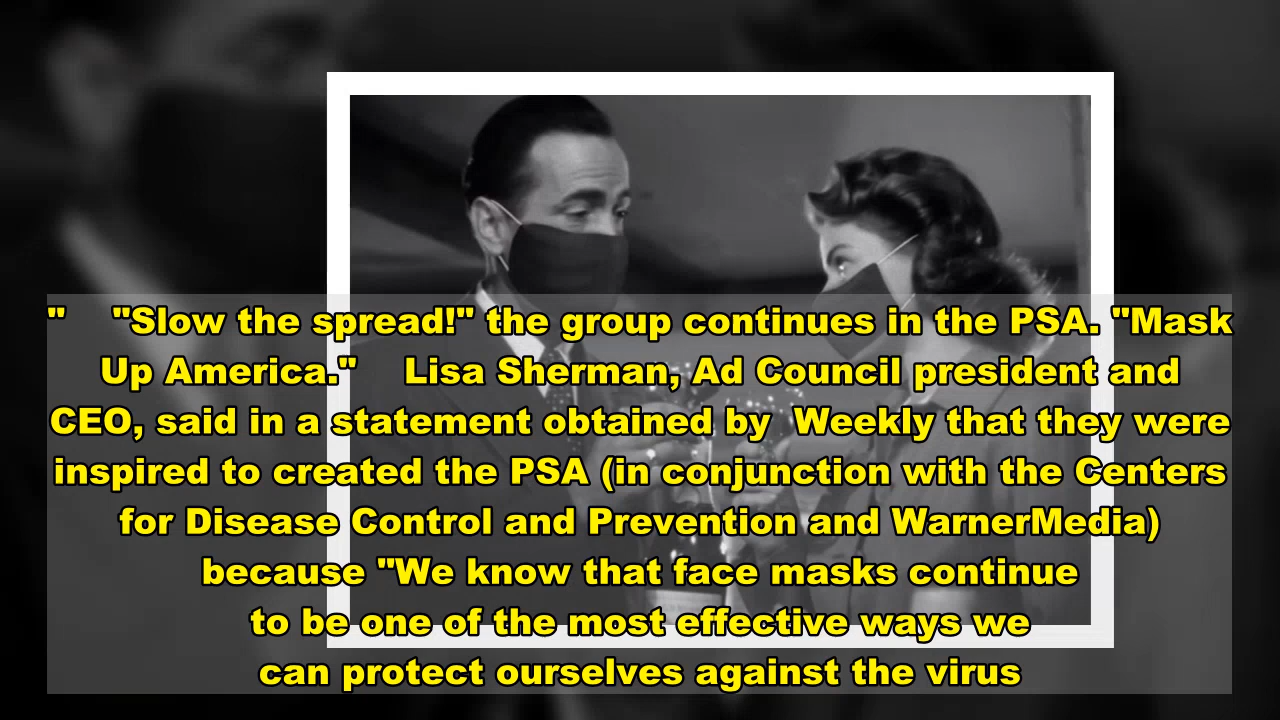 "    "Slow the spread!" the group continues in the PSA. "Mask
Up America."    Lisa Sherman, Ad Council president and
CEO, said in a statement obtained by  Weekly that they were
inspired to created the PSA (in conjunction with the Centers
for Disease Control and Prevention and WarnerMedia)
because "We know that face masks continue
to be one of the most effective ways we
can protect ourselves against the virus